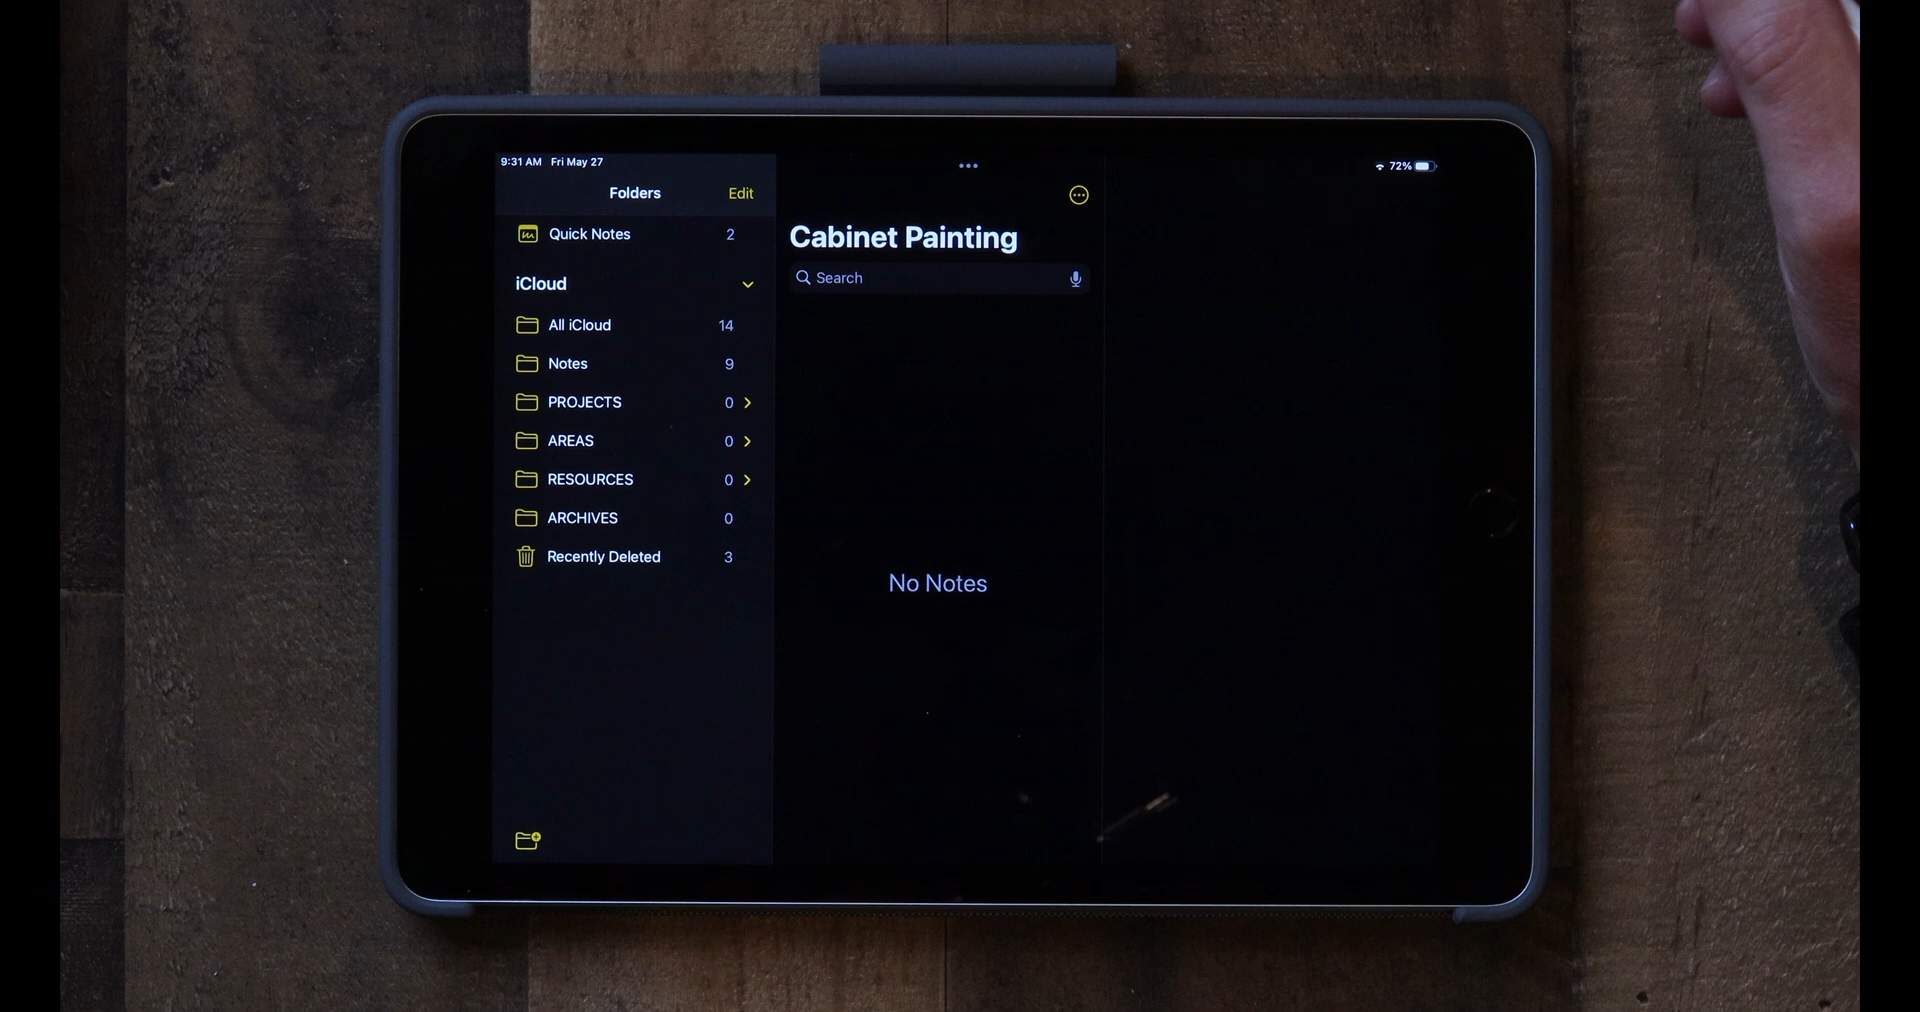 9:31 AM Fri May 27
72%
Folders Edit
Quick Notes 2
iCloud
All iCloud 14
Notes 9
PROJECTS 0
AREAS 0
RESOURCES 0
ARCHIVES 0
Recently Deleted 3
Cabinet Painting
Search
No Notes